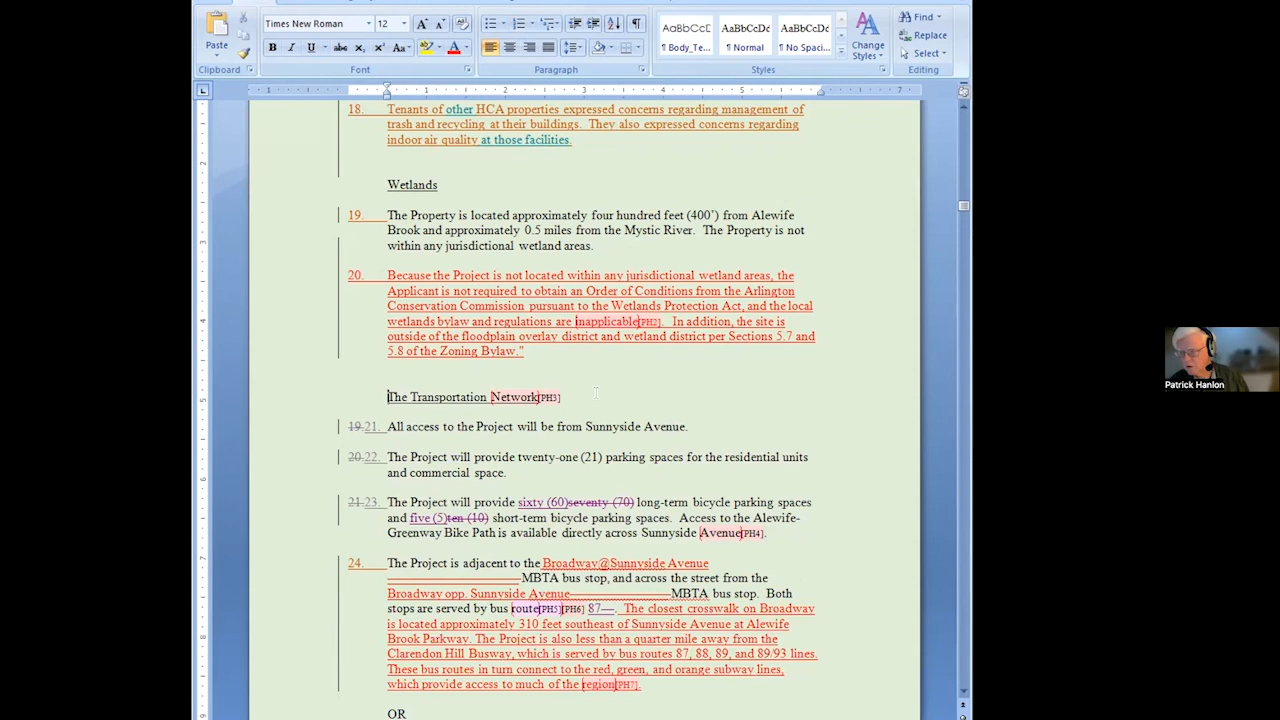 Times New Roman 12
AaBbCcDc AaBbCcDc AaBbCcDc
Find
Replace
Select
Paste
¶ Body_Te... ¶ Normal ¶ No Spaci...
Change
Styles
Clipboard Font Paragraph Styles Editing
18. Tenants of other HCA properties expressed concerns regarding management of
trash and recycling at their buildings. They also expressed concerns regarding
indoor air quality at those facilities.
Wetlands
19. The Property is located approximately four hundred feet (400') from Alewife
Brook and approximately 0.5 miles from the Mystic River. The Property is not
within any jurisdictional wetland areas.
20. Because the Project is not located within any jurisdictional wetland areas, the
Applicant is not required to obtain an Order of Conditions from the Arlington
Conservation Commission pursuant to the Wetlands Protection Act, and the local
wetlands bylaw and regulations are inapplicable[PH2]. In addition, the site is
outside of the floodplain overlay district and wetland district per Sections 5.7 and
5.8 of the Zoning Bylaw."
The Transportation Network[PH3]
19.21. All access to the Project will be from Sunnyside Avenue.
20.22. The Project will provide twenty-one (21) parking spaces for the residential units
and commercial space.
21.23. The Project will provide sixty (60)seventy (70) long-term bicycle parking spaces
and five (5)ten (10) short-term bicycle parking spaces. Access to the Alewife-
Greenway Bike Path is available directly across Sunnyside Avenue[PH4].
24. The Project is adjacent to the Broadway@Sunnyside Avenue
MBTA bus stop, and across the street from the
Broadway opp. Sunnyside Avenue MBTA bus stop. Both
stops are served by bus route[PH5][PH6] 87—. The closest crosswalk on Broadway
is located approximately 310 feet southeast of Sunnyside Avenue at Alewife
Brook Parkway. The Project is also less than a quarter mile away from the
Clarendon Hill Busway, which is served by bus routes 87, 88, 89, and 89/93 lines.
These bus routes in turn connect to the red, green, and orange subway lines,
which provide access to much of the region[PH7].
OR
Patrick Hanlon